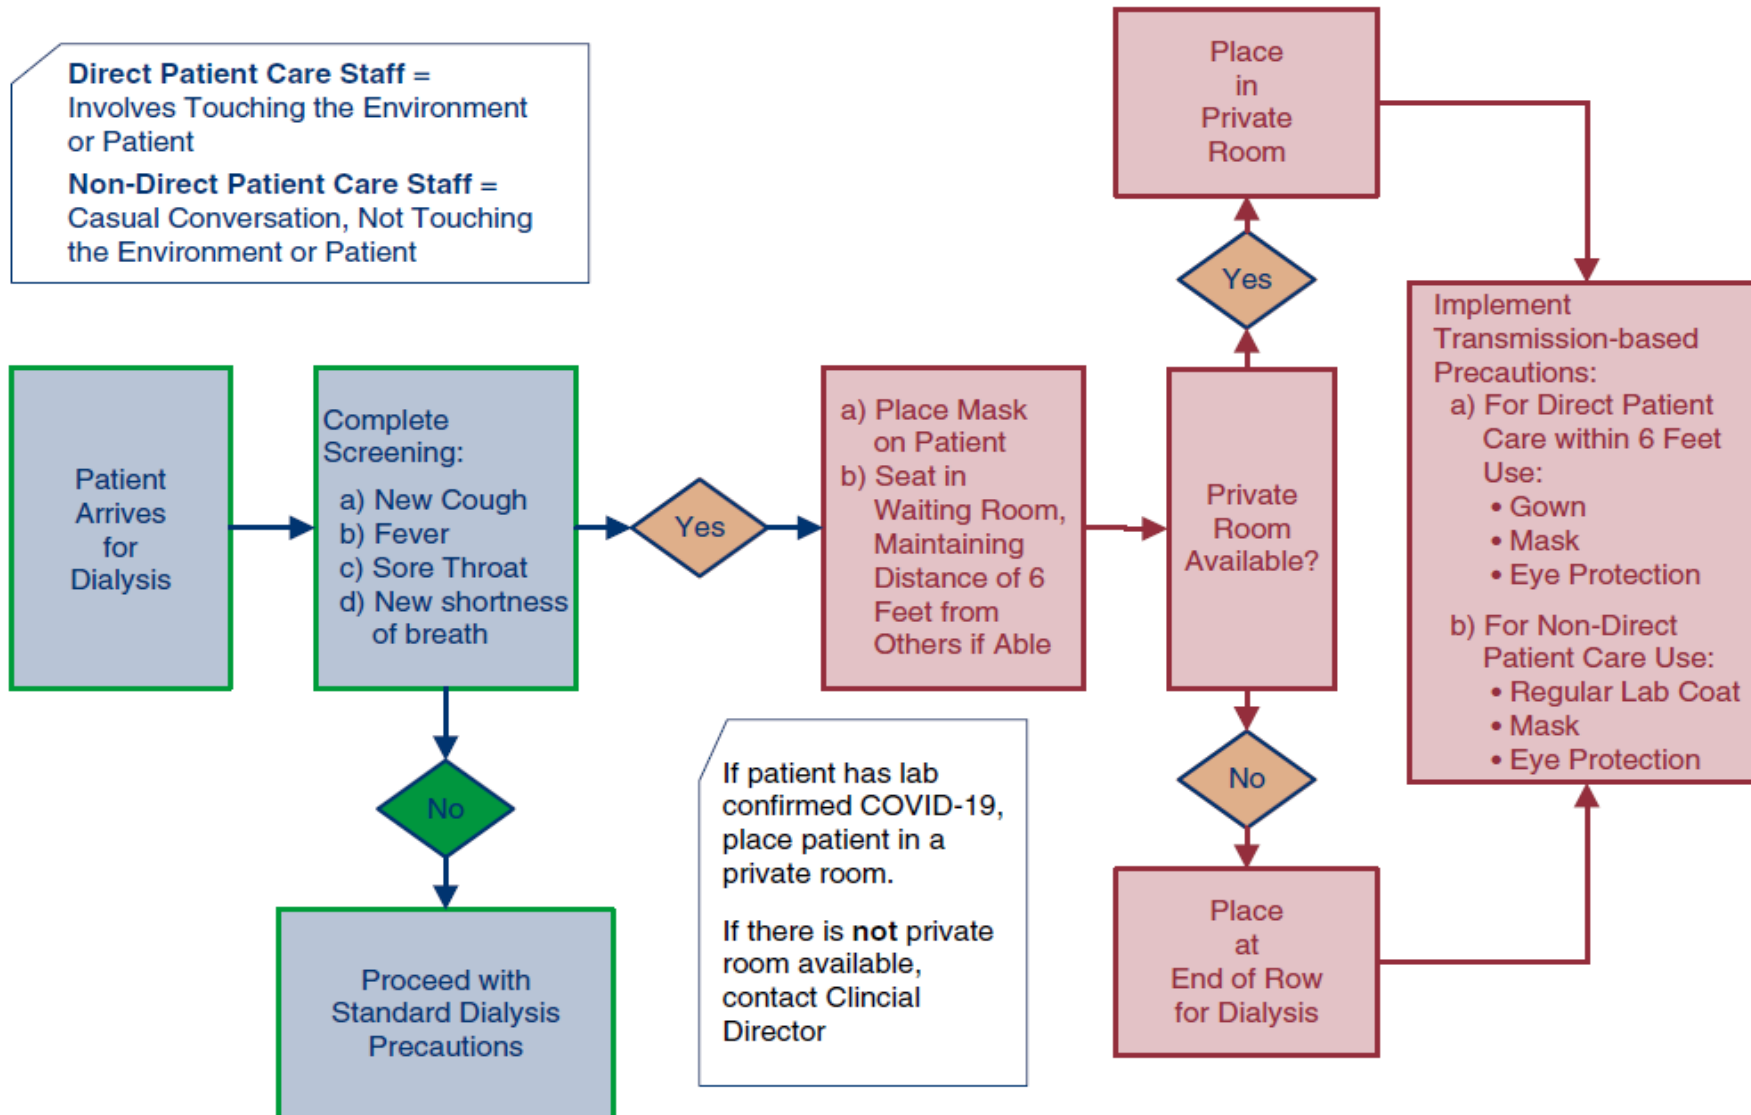 Direct Patient Care Staff =
Involves Touching the Environment
or Patient
Non-Direct Patient Care Staff =
Casual Conversation, Not Touching
the Environment or Patient
Patient
Arrives
for
Dialysis
Complete
Screening:
a) New Cough
b) Fever
c) Sore Throat
d) New shortness
of breath
Yes
No
Proceed with
Standard Dialysis
Precautions
a) Place Mask
on Patient
b) Seat in
Waiting Room,
Maintaining
Distance of 6
Feet from
Others if Able
If patient has lab
confirmed COVID-19,
place patient in a
private room.
If there is not private
room available,
contact Clincial
Director
Private
Room
Available?
Yes
Place
in
Private
Room
No
Place
at
End of Row
for Dialysis
Implement
Transmission-based
Precautions:
a) For Direct Patient
Care within 6 Feet
Use:
• Gown
• Mask
• Eye Protection
b) For Non-Direct
Patient Care Use:
• Regular Lab Coat
• Mask
• Eye Protection